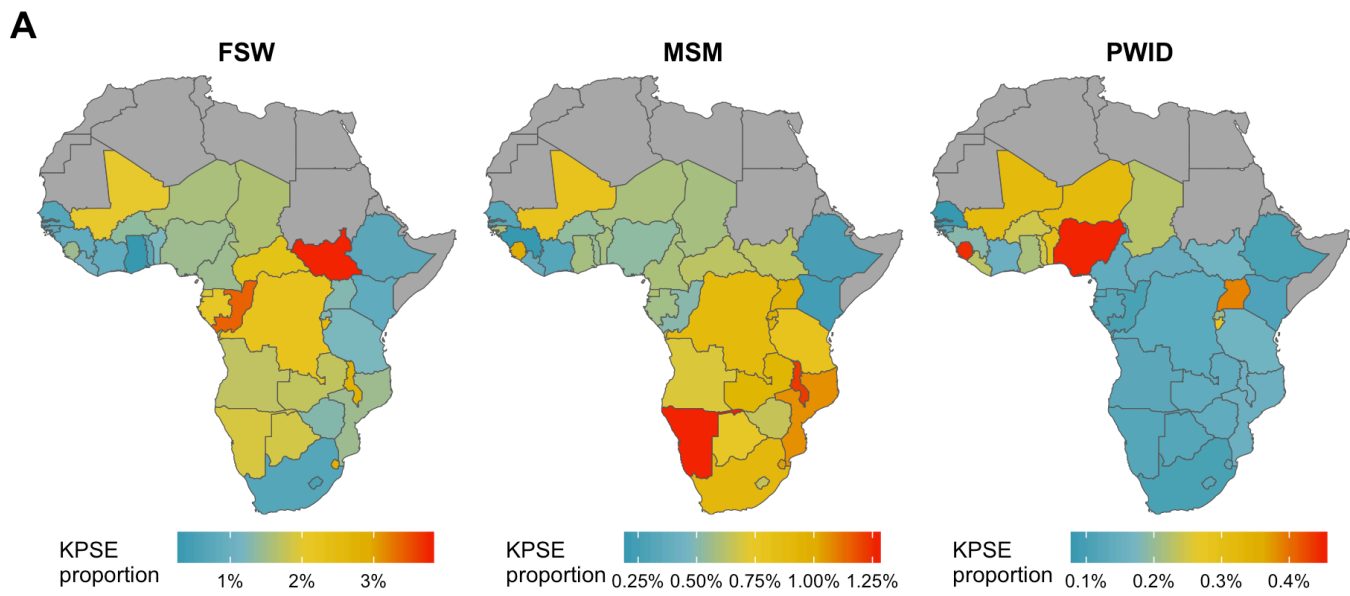 A
FSW
MSM
PWID
KPSE
proportion
1%
2%
3%
KPSE
proportion
0.25%
0.50%
0.75%
1.00%
1.25%
KPSE
proportion
0.1%
0.2%
0.3%
0.4%